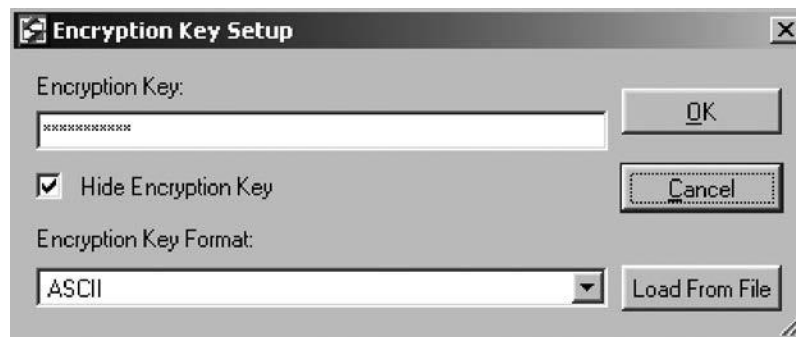 Encryption Key Setup
Encryption Key:
***********
OK
Hide Encryption Key
Cancel
Encryption Key Format:
ASCII
Load From File